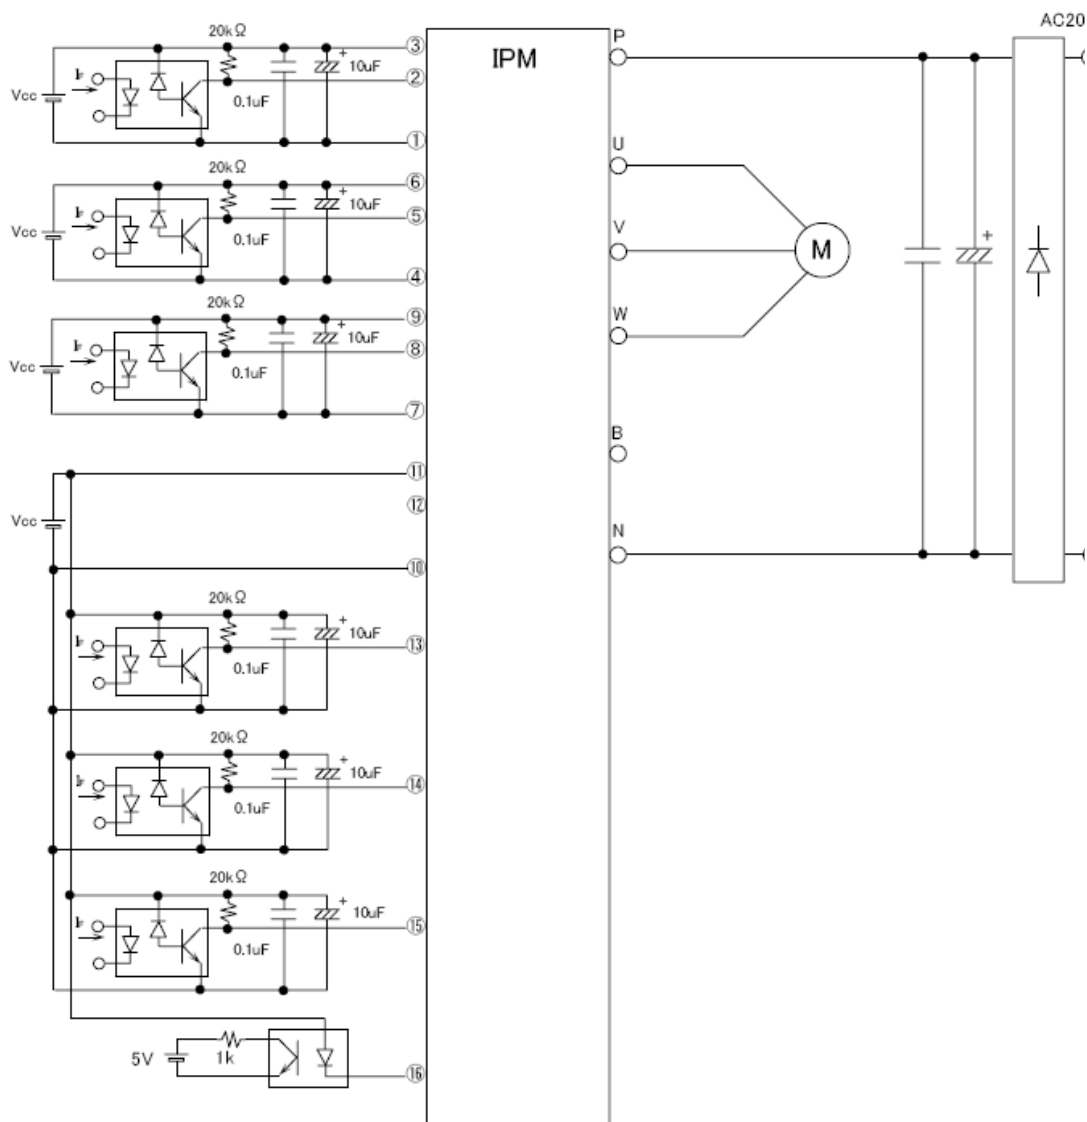 AC20
20kΩ
③
IPM
P
+
10uF
IF
②
Vcc
0.1uF
①
U
20kΩ
⑥
+
10uF
IF
⑤
V
+
Vcc
0.1uF
M
④
20kΩ
⑨
W
+
10uF
IF
⑧
Vcc
0.1uF
⑦
B
⑪
⑫
Vcc
N
⑩
20kΩ
+
10uF
IF
⑬
0.1uF
20kΩ
+
10uF
IF
⑭
0.1uF
20kΩ
+
10uF
IF
⑮
0.1uF
5V
1k
⑯